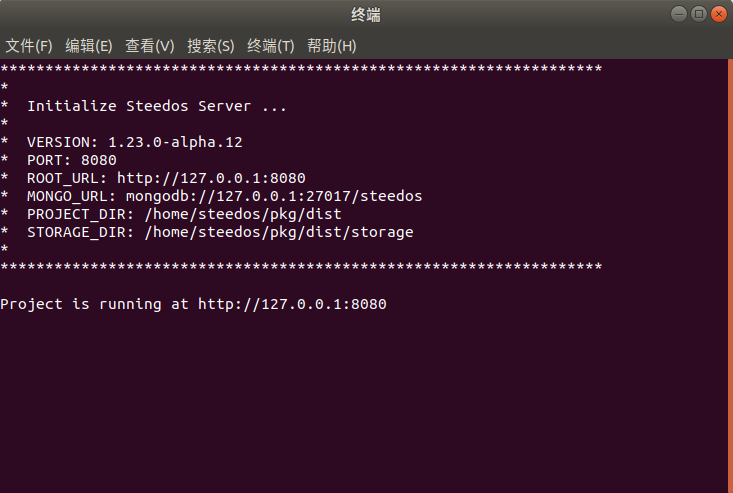 终端
文件(F) 编辑(E) 查看(V) 搜索(S) 终端(T) 帮助(H)
*******************************************************************
*
*  Initialize Steedos Server ...
*
*  VERSION: 1.23.0-alpha.12
*  PORT: 8080
*  ROOT_URL: http://127.0.0.1:8080
*  MONGO_URL: mongodb://127.0.0.1:27017/steedos
*  PROJECT_DIR: /home/steedos/pkg/dist
*  STORAGE_DIR: /home/steedos/pkg/dist/storage
*
*******************************************************************
Project is running at http://127.0.0.1:8080